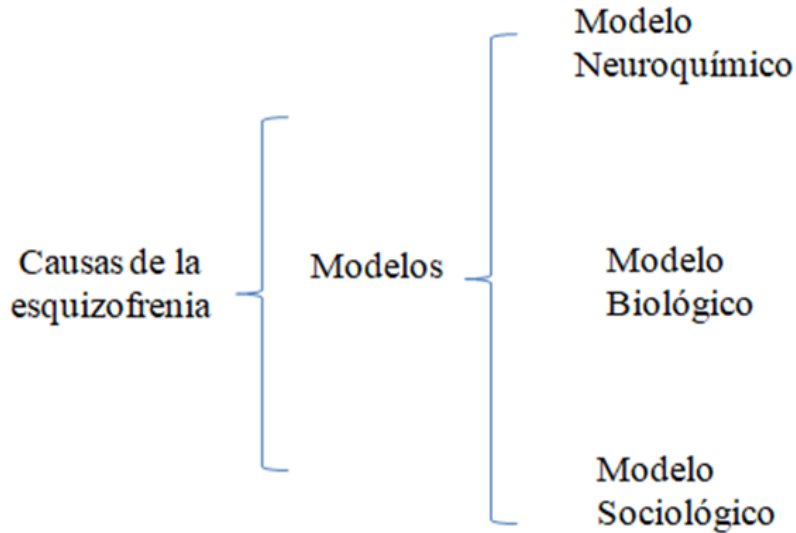 Causas de la
esquizofrenia
Modelos
Modelo
Neuroquímico
Modelo
Biológico
Modelo
Sociológico